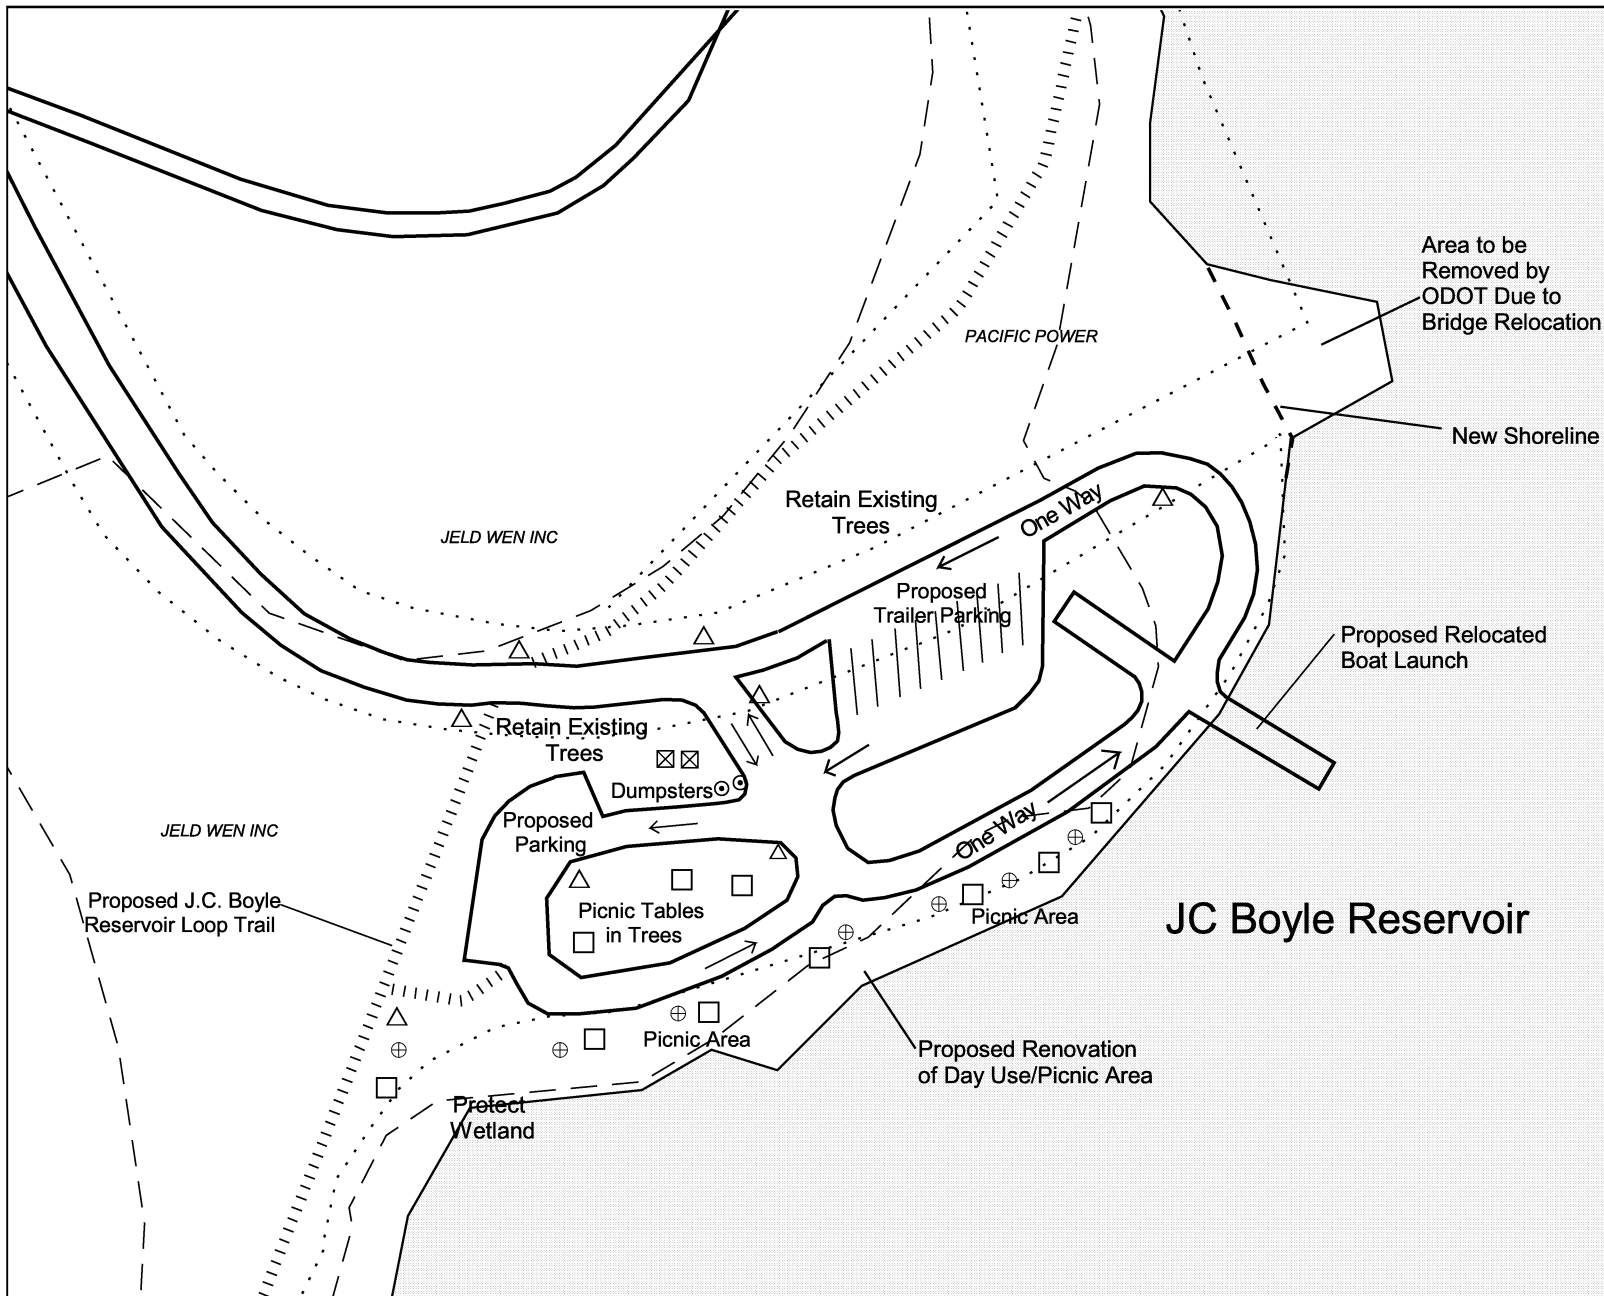 Area to be
Removed by
ODOT Due to
Bridge Relocation
PACIFIC POWER
New Shoreline
Retain Existing
Trees
One Way
JELD WEN INC
Proposed
Trailer Parking
Proposed Relocated
Boat Launch
Retain Existing
Trees
Dumpsters
Proposed
Parking
JELD WEN INC
One Way
Proposed J.C. Boyle
Reservoir Loop Trail
Picnic Tables
in Trees
Picnic Area
JC Boyle Reservoir
Picnic Area
Proposed Renovation
of Day Use/Picnic Area
Protect
Wetland